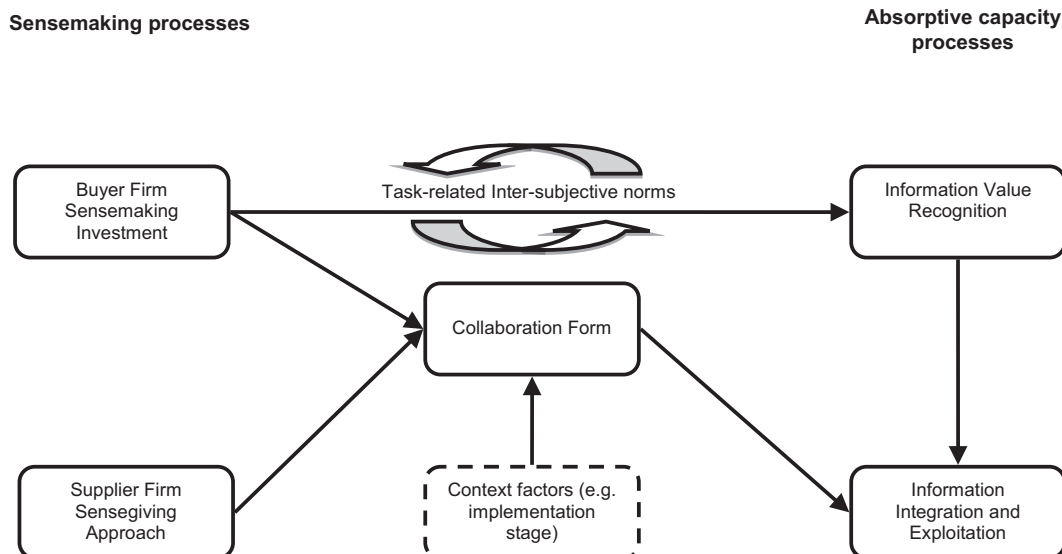 Sensemaking processes
Absorptive capacity
processes
Buyer Firm
Sensemaking
Investment
Task-related Inter-subjective norms
Information Value
Recognition
Collaboration Form
Supplier Firm
Sensegiving
Approach
Context factors (e.g.
implementation
stage)
Information
Integration and
Exploitation